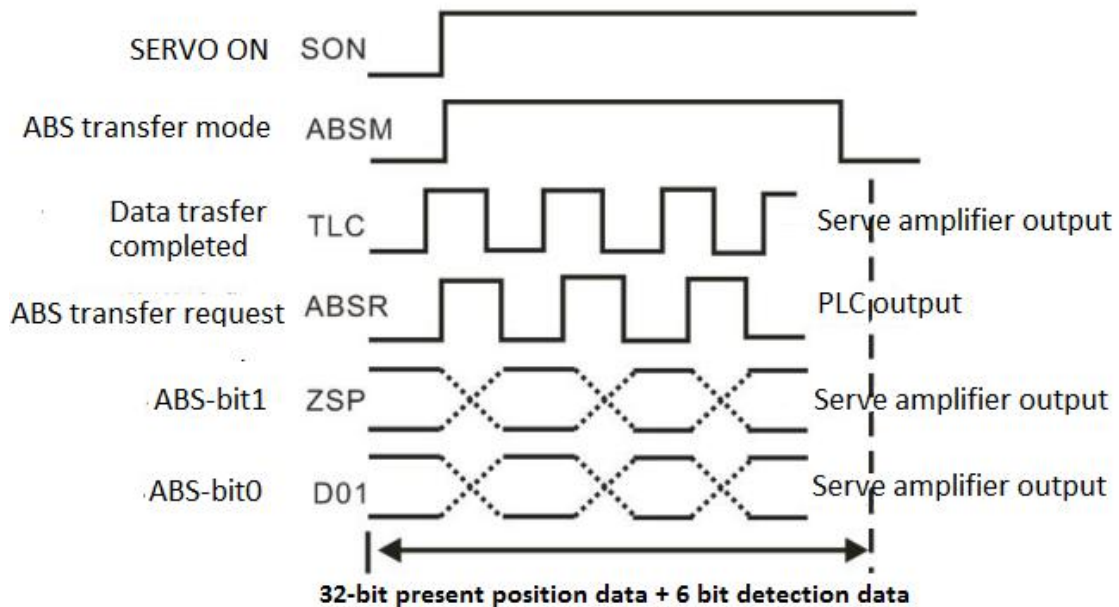 SERVO ON SON
ABS transfer mode ABSM
Data trasfer
completed
TLC
Serve amplifier output
ABS transfer request ABSR
PLC output
ABS-bit1 ZSP
Serve amplifier output
ABS-bit0 D01
Serve amplifier output
32-bit present position data + 6 bit detection data